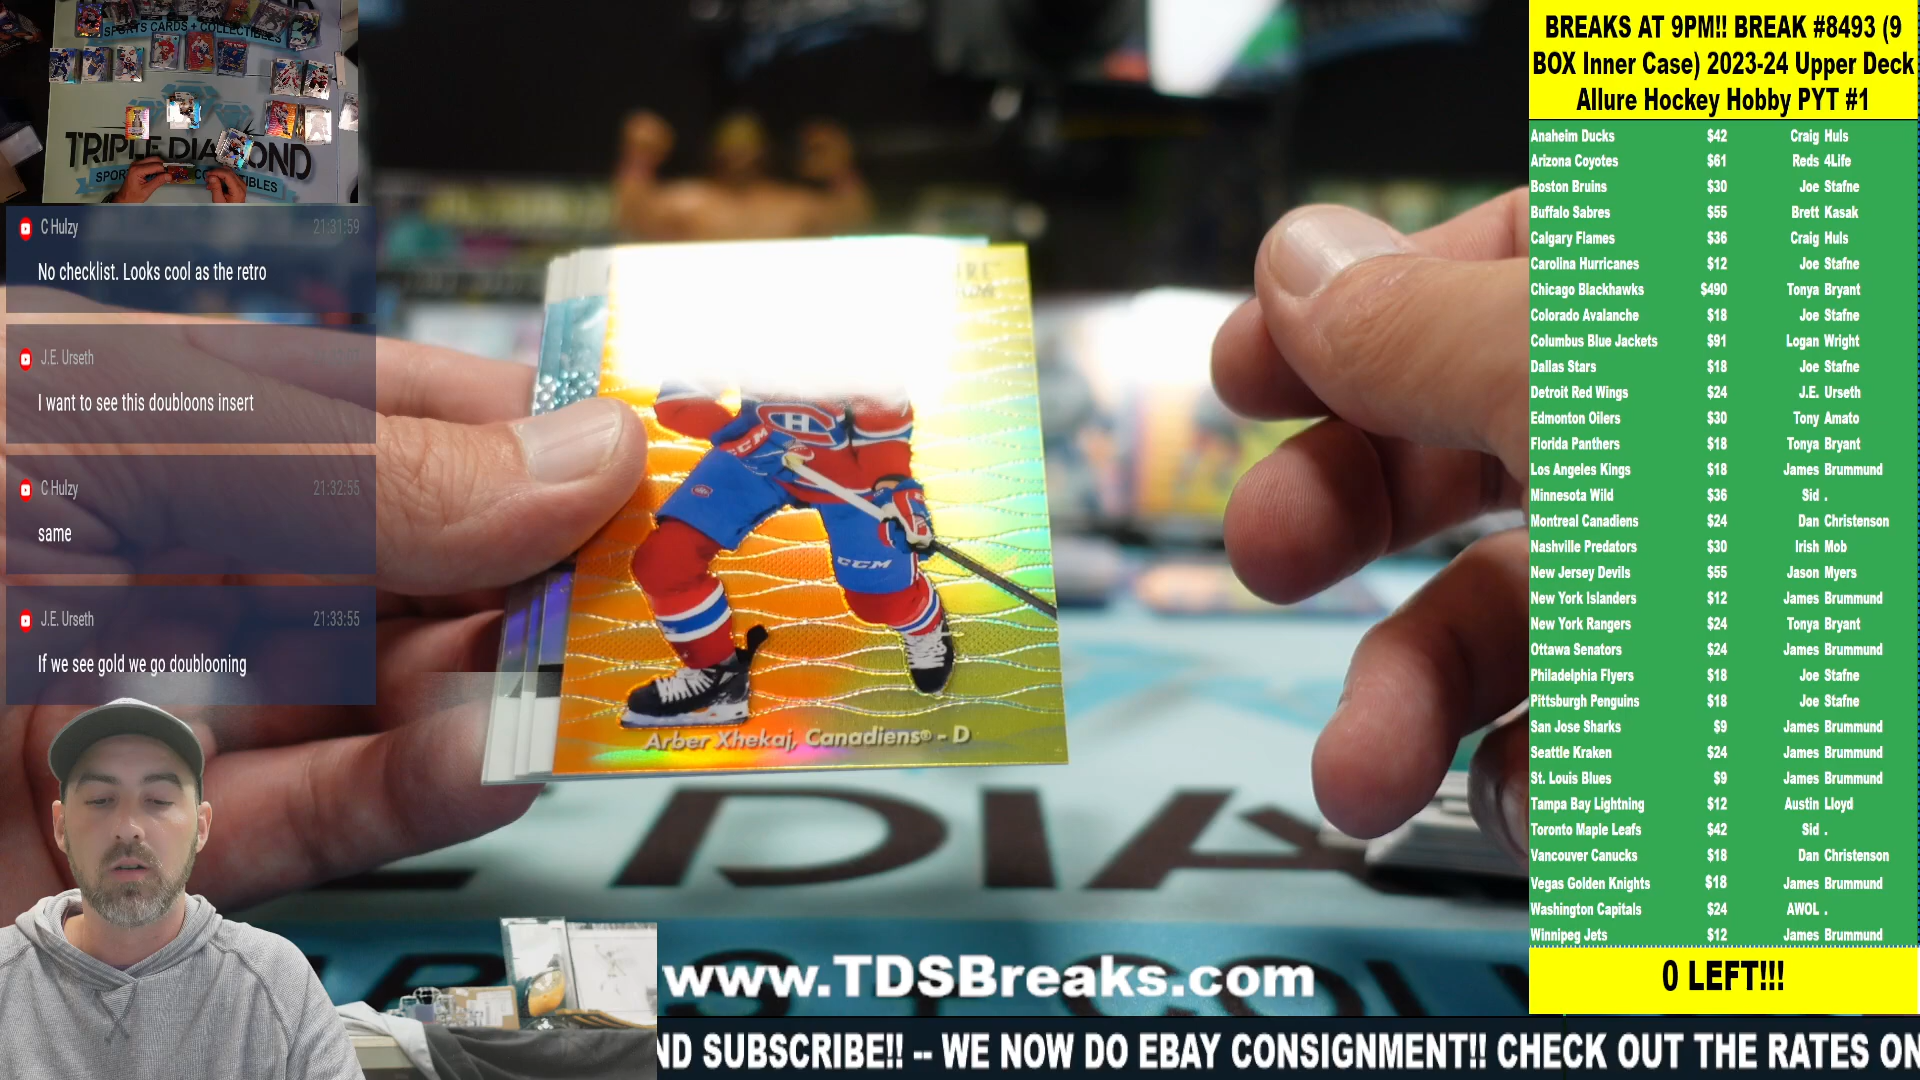 SPORTS CARDS + COLLECTIBLES
TRIPLE DIAMOND
C Hulzy 21:31:59
No checklist. Looks cool as the retro
J.E. Urseth
I want to see this doubloons insert
C Hulzy 21:32:55
same
J.E. Urseth 21:33:55
If we see gold we go doublooning
CCM
CCM
Arber Xhekaj, Canadiens® - D
DIA
www.TDSBreaks.com
ND SUBSCRIBE!! -- WE NOW DO EBAY CONSIGNMENT!! CHECK OUT THE RATES ON
BREAKS AT 9PM!! BREAK #8493 (9
BOX Inner Case) 2023-24 Upper Deck
Allure Hockey Hobby PYT #1
Anaheim Ducks $42 Craig Huls
Arizona Coyotes $61 Reds 4Life
Boston Bruins $30 Joe Stafne
Buffalo Sabres $55 Brett Kasak
Calgary Flames $36 Craig Huls
Carolina Hurricanes $12 Joe Stafne
Chicago Blackhawks $490 Tonya Bryant
Colorado Avalanche $18 Joe Stafne
Columbus Blue Jackets $91 Logan Wright
Dallas Stars $18 Joe Stafne
Detroit Red Wings $24 J.E. Urseth
Edmonton Oilers $30 Tony Amato
Florida Panthers $18 Tonya Bryant
Los Angeles Kings $18 James Brummund
Minnesota Wild $36 Sid .
Montreal Canadiens $24 Dan Christenson
Nashville Predators $30 Irish Mob
New Jersey Devils $55 Jason Myers
New York Islanders $12 James Brummund
New York Rangers $24 Tonya Bryant
Ottawa Senators $24 James Brummund
Philadelphia Flyers $18 Joe Stafne
Pittsburgh Penguins $18 Joe Stafne
San Jose Sharks $9 James Brummund
Seattle Kraken $24 James Brummund
St. Louis Blues $9 James Brummund
Tampa Bay Lightning $12 Austin Lloyd
Toronto Maple Leafs $42 Sid .
Vancouver Canucks $18 Dan Christenson
Vegas Golden Knights $18 James Brummund
Washington Capitals $24 AWOL .
Winnipeg Jets $12 James Brummund
0 LEFT!!!